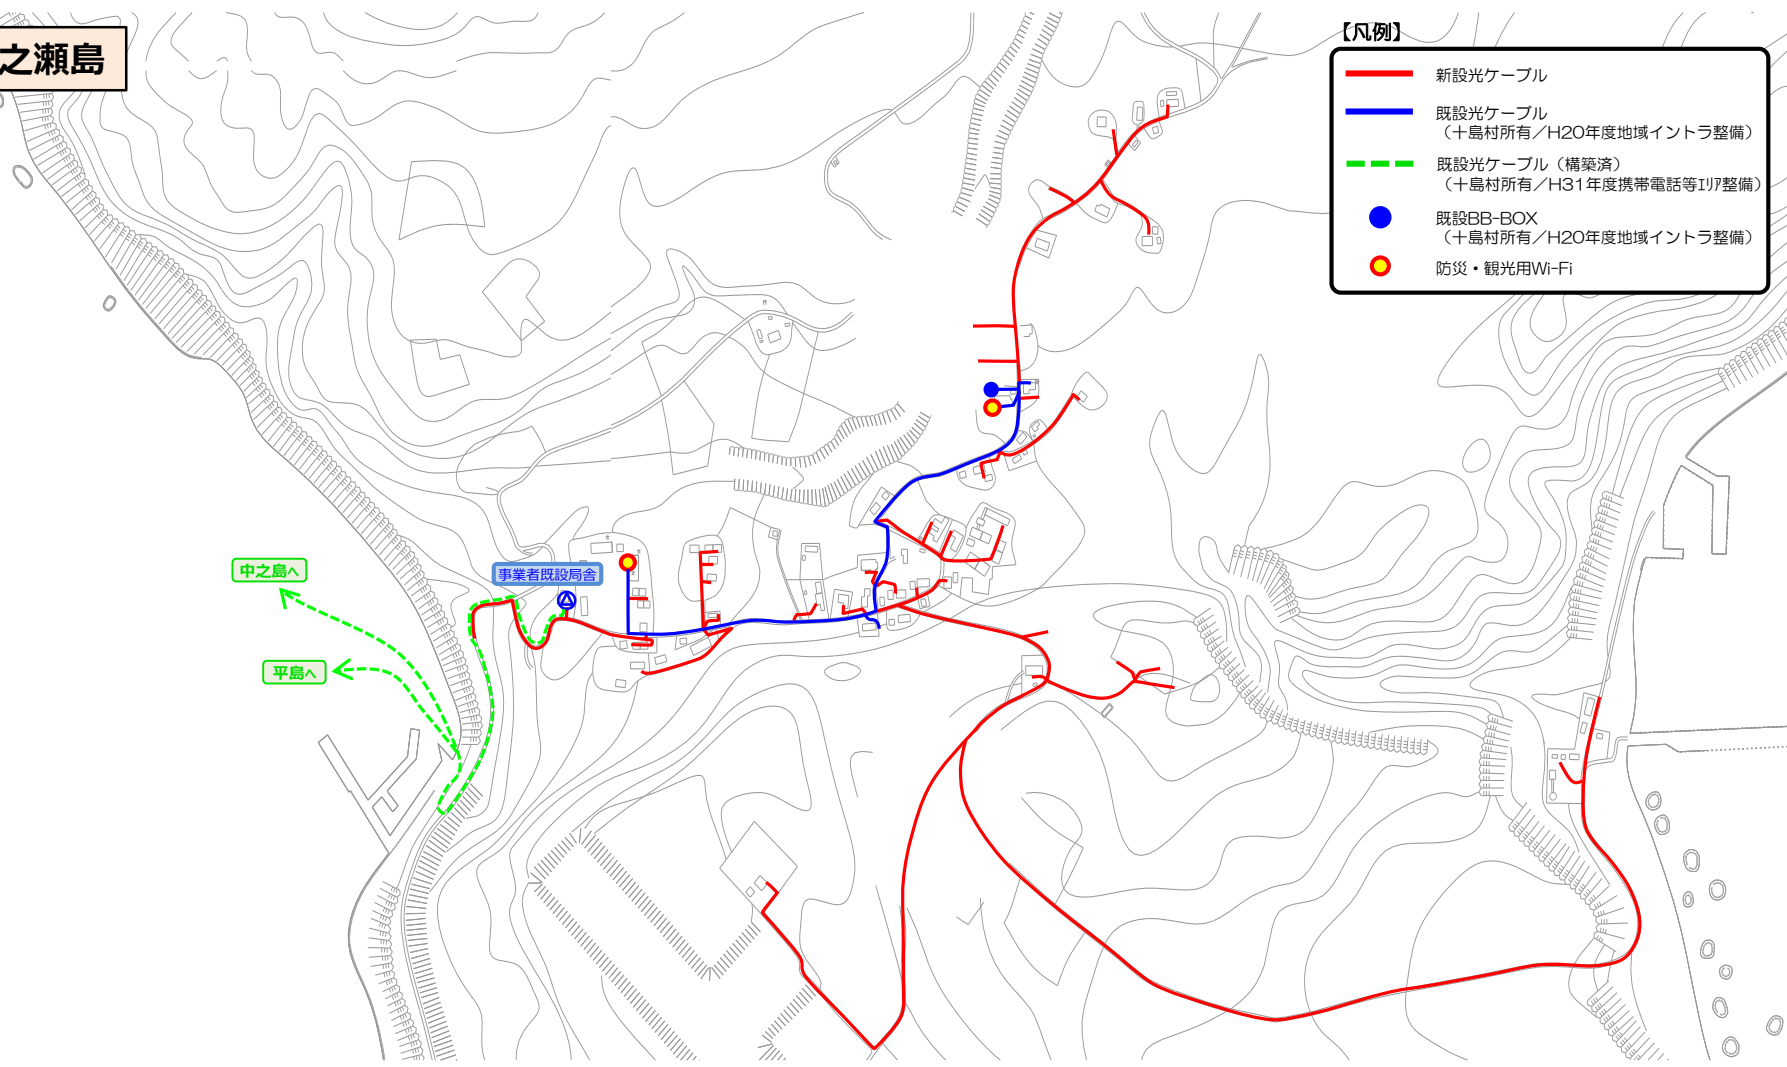 之瀬島
【凡例】
新設光ケーブル
既設光ケーブル
（十島村所有／H20年度地域イントラ整備）
既設光ケーブル（構築済）
（十島村所有／H31年度携帯電話等ｴﾘｱ整備）
既設BB-BOX
（十島村所有／H20年度地域イントラ整備）
防災・観光用Wi-Fi
中之島へ
事業者既設局舎
平島へ